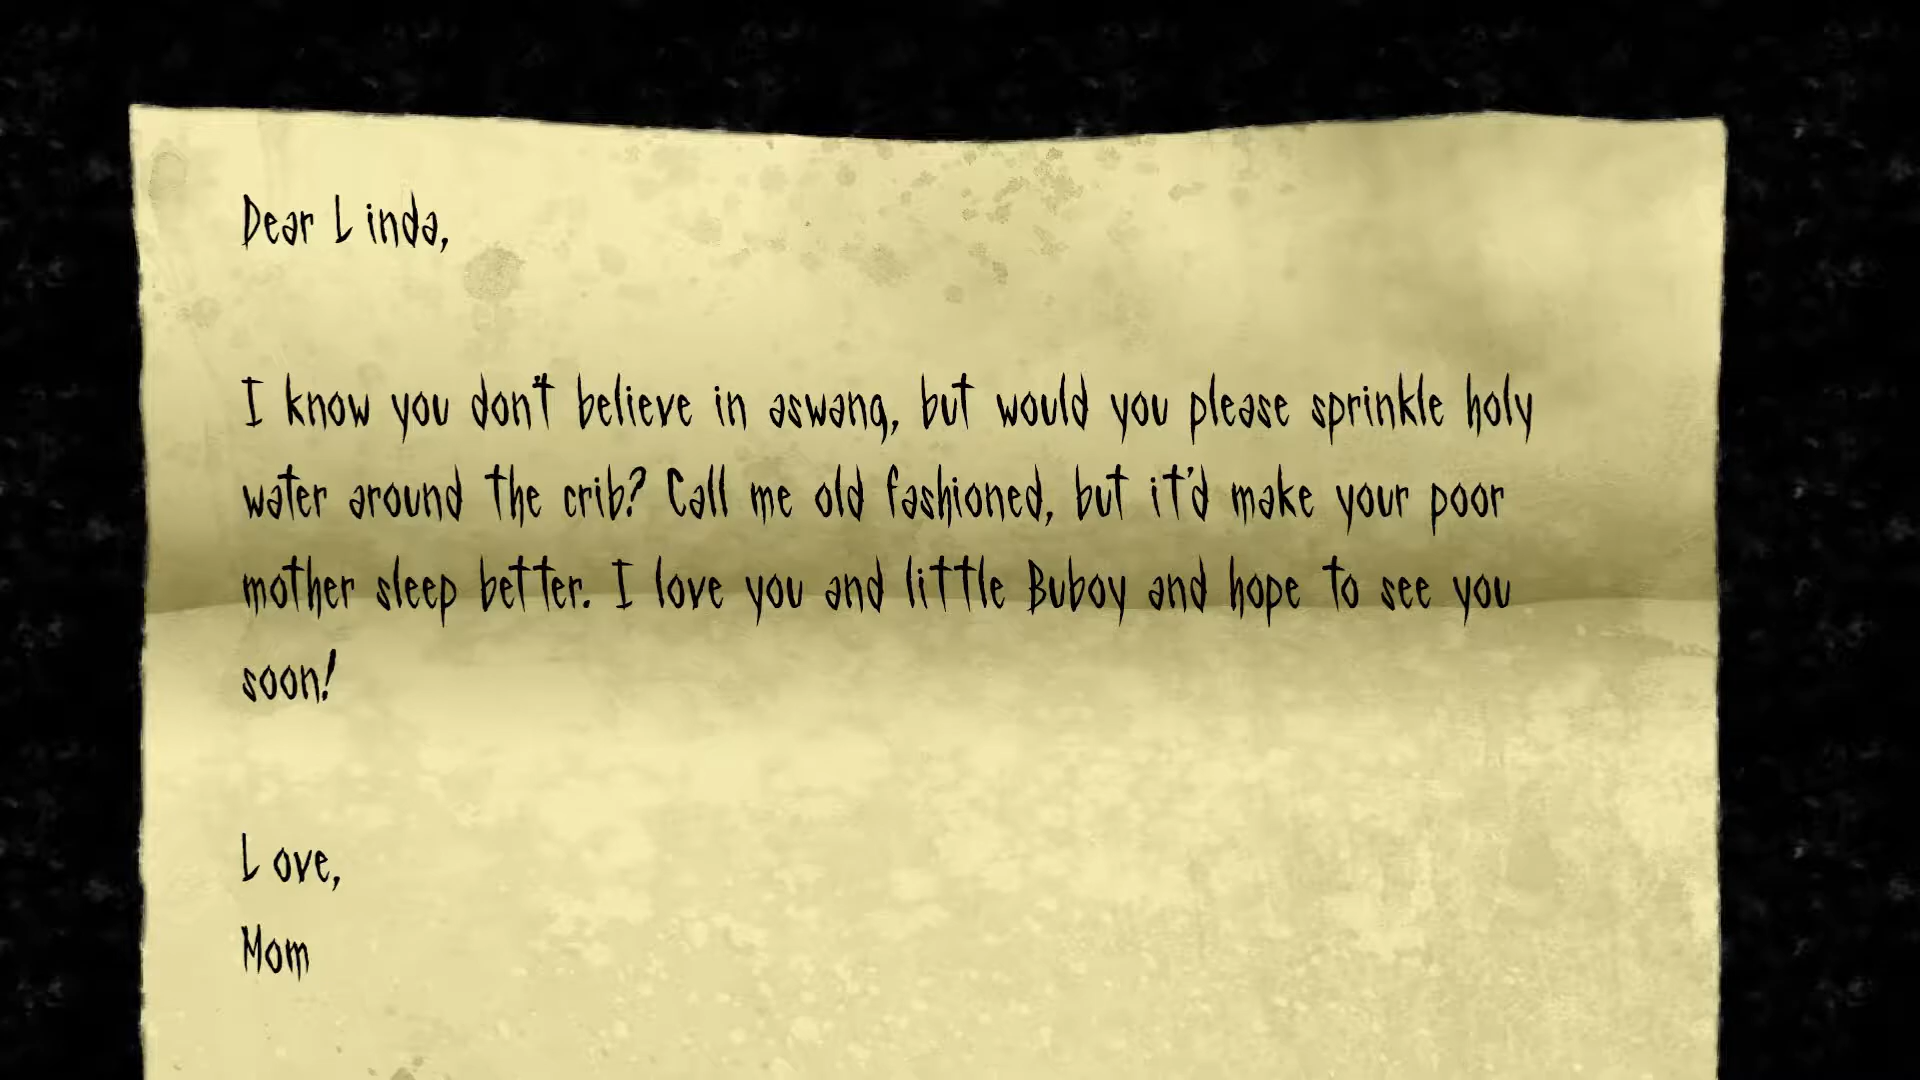 Dear Linda,
I know you don't believe in aswang, but would you please sprinkle holy
water around the crib? Call me old fashioned, but it'd make your poor
mother sleep better. I love you and little Buboy and hope to see you
soon!
Love,
Mom